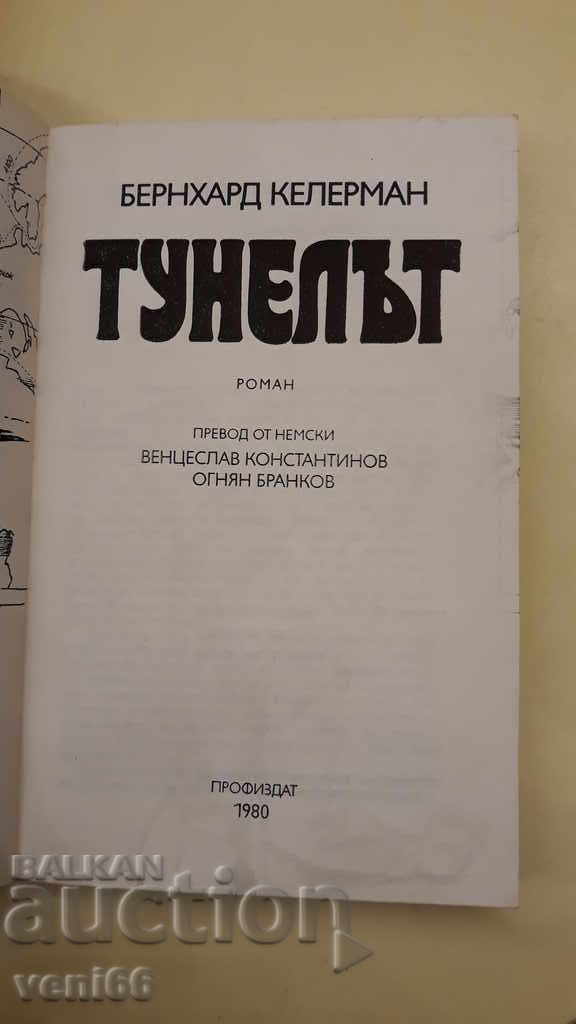 БЕРНХАРД КЕЛЕРМАН
ТУНЕЛЪТ
РОМАН
ПРЕВОД ОТ НЕМСКИ
ВЕНЦЕСЛАВ КОНСТАНТИНОВ
ОГНЯН БРАНКОВ
ПРОФИЗДАТ
1980
BALKAN
auction
veni66